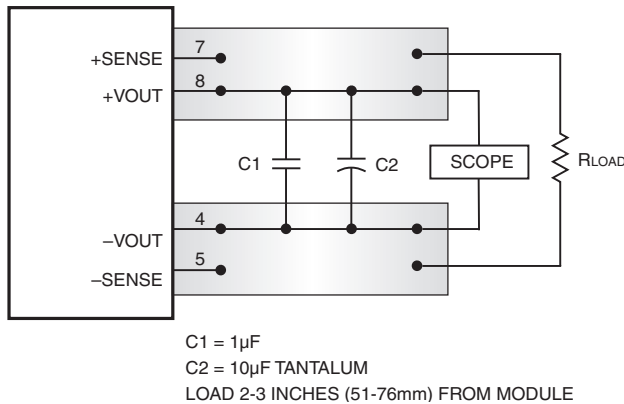 +SENSE 7
+VOUT 8
C1 C2 SCOPE RLOAD
–VOUT 4
–SENSE 5
C1 = 1µF
C2 = 10µF TANTALUM
LOAD 2-3 INCHES (51-76mm) FROM MODULE